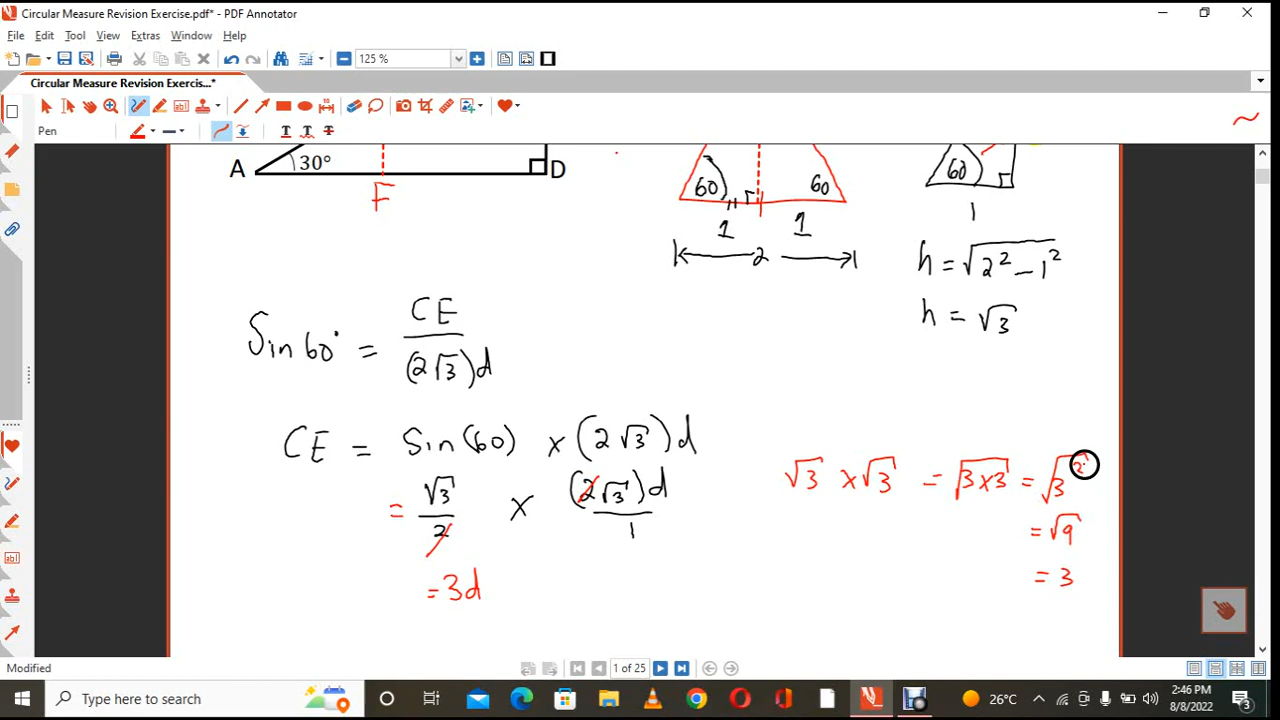 Circular Measure Revision Exercise.pdf* - PDF Annotator
File Edit Tool View Extras Window Help
125 %
Circular Measure Revision Exercis...*
Pen
T T T
A 30° D
F
60 60
1 1
2
60
1
h = √2² - 1²
h = √3
Sin 60° = CE
(2√3)d
CE = Sin(60) x (2√3)d
= √3 x (2√3)d
2 1
= 3d
√3 x √3 = √3x3 = √3²
= √9
= 3
Modified
1 of 25
Type here to search
26°C
2:46 PM
8/8/2022
3